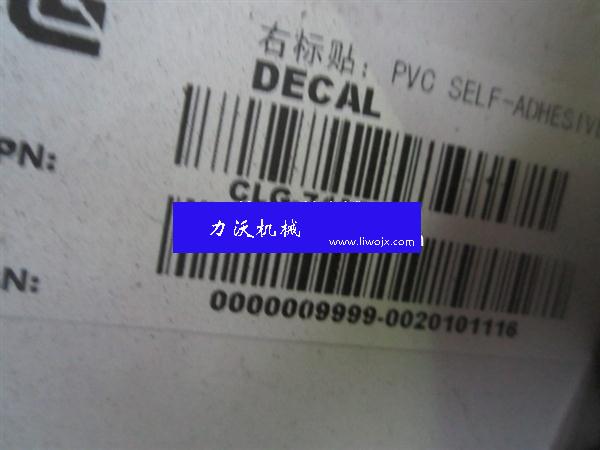 右标贴: PVC SELF-ADHESIVE
DECAL
PN:
力沃机械
www.liwojx.com
N:
0000009999-0020101116